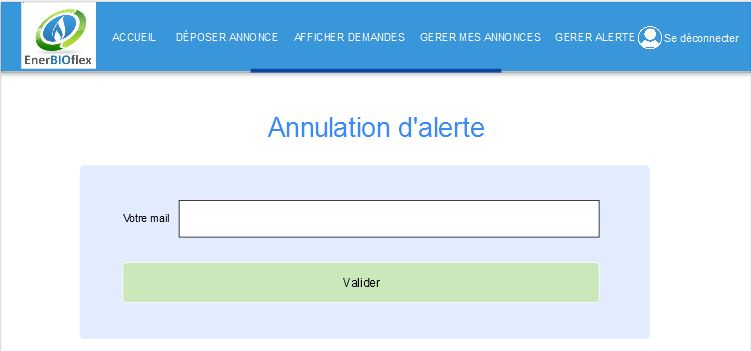 EnerBIOflex
ACCUEIL DÉPOSER ANNONCE AFFICHER DEMANDES GERER MES ANNONCES GERER ALERTE Se déconnecter
Annulation d'alerte
Votre mail
Valider